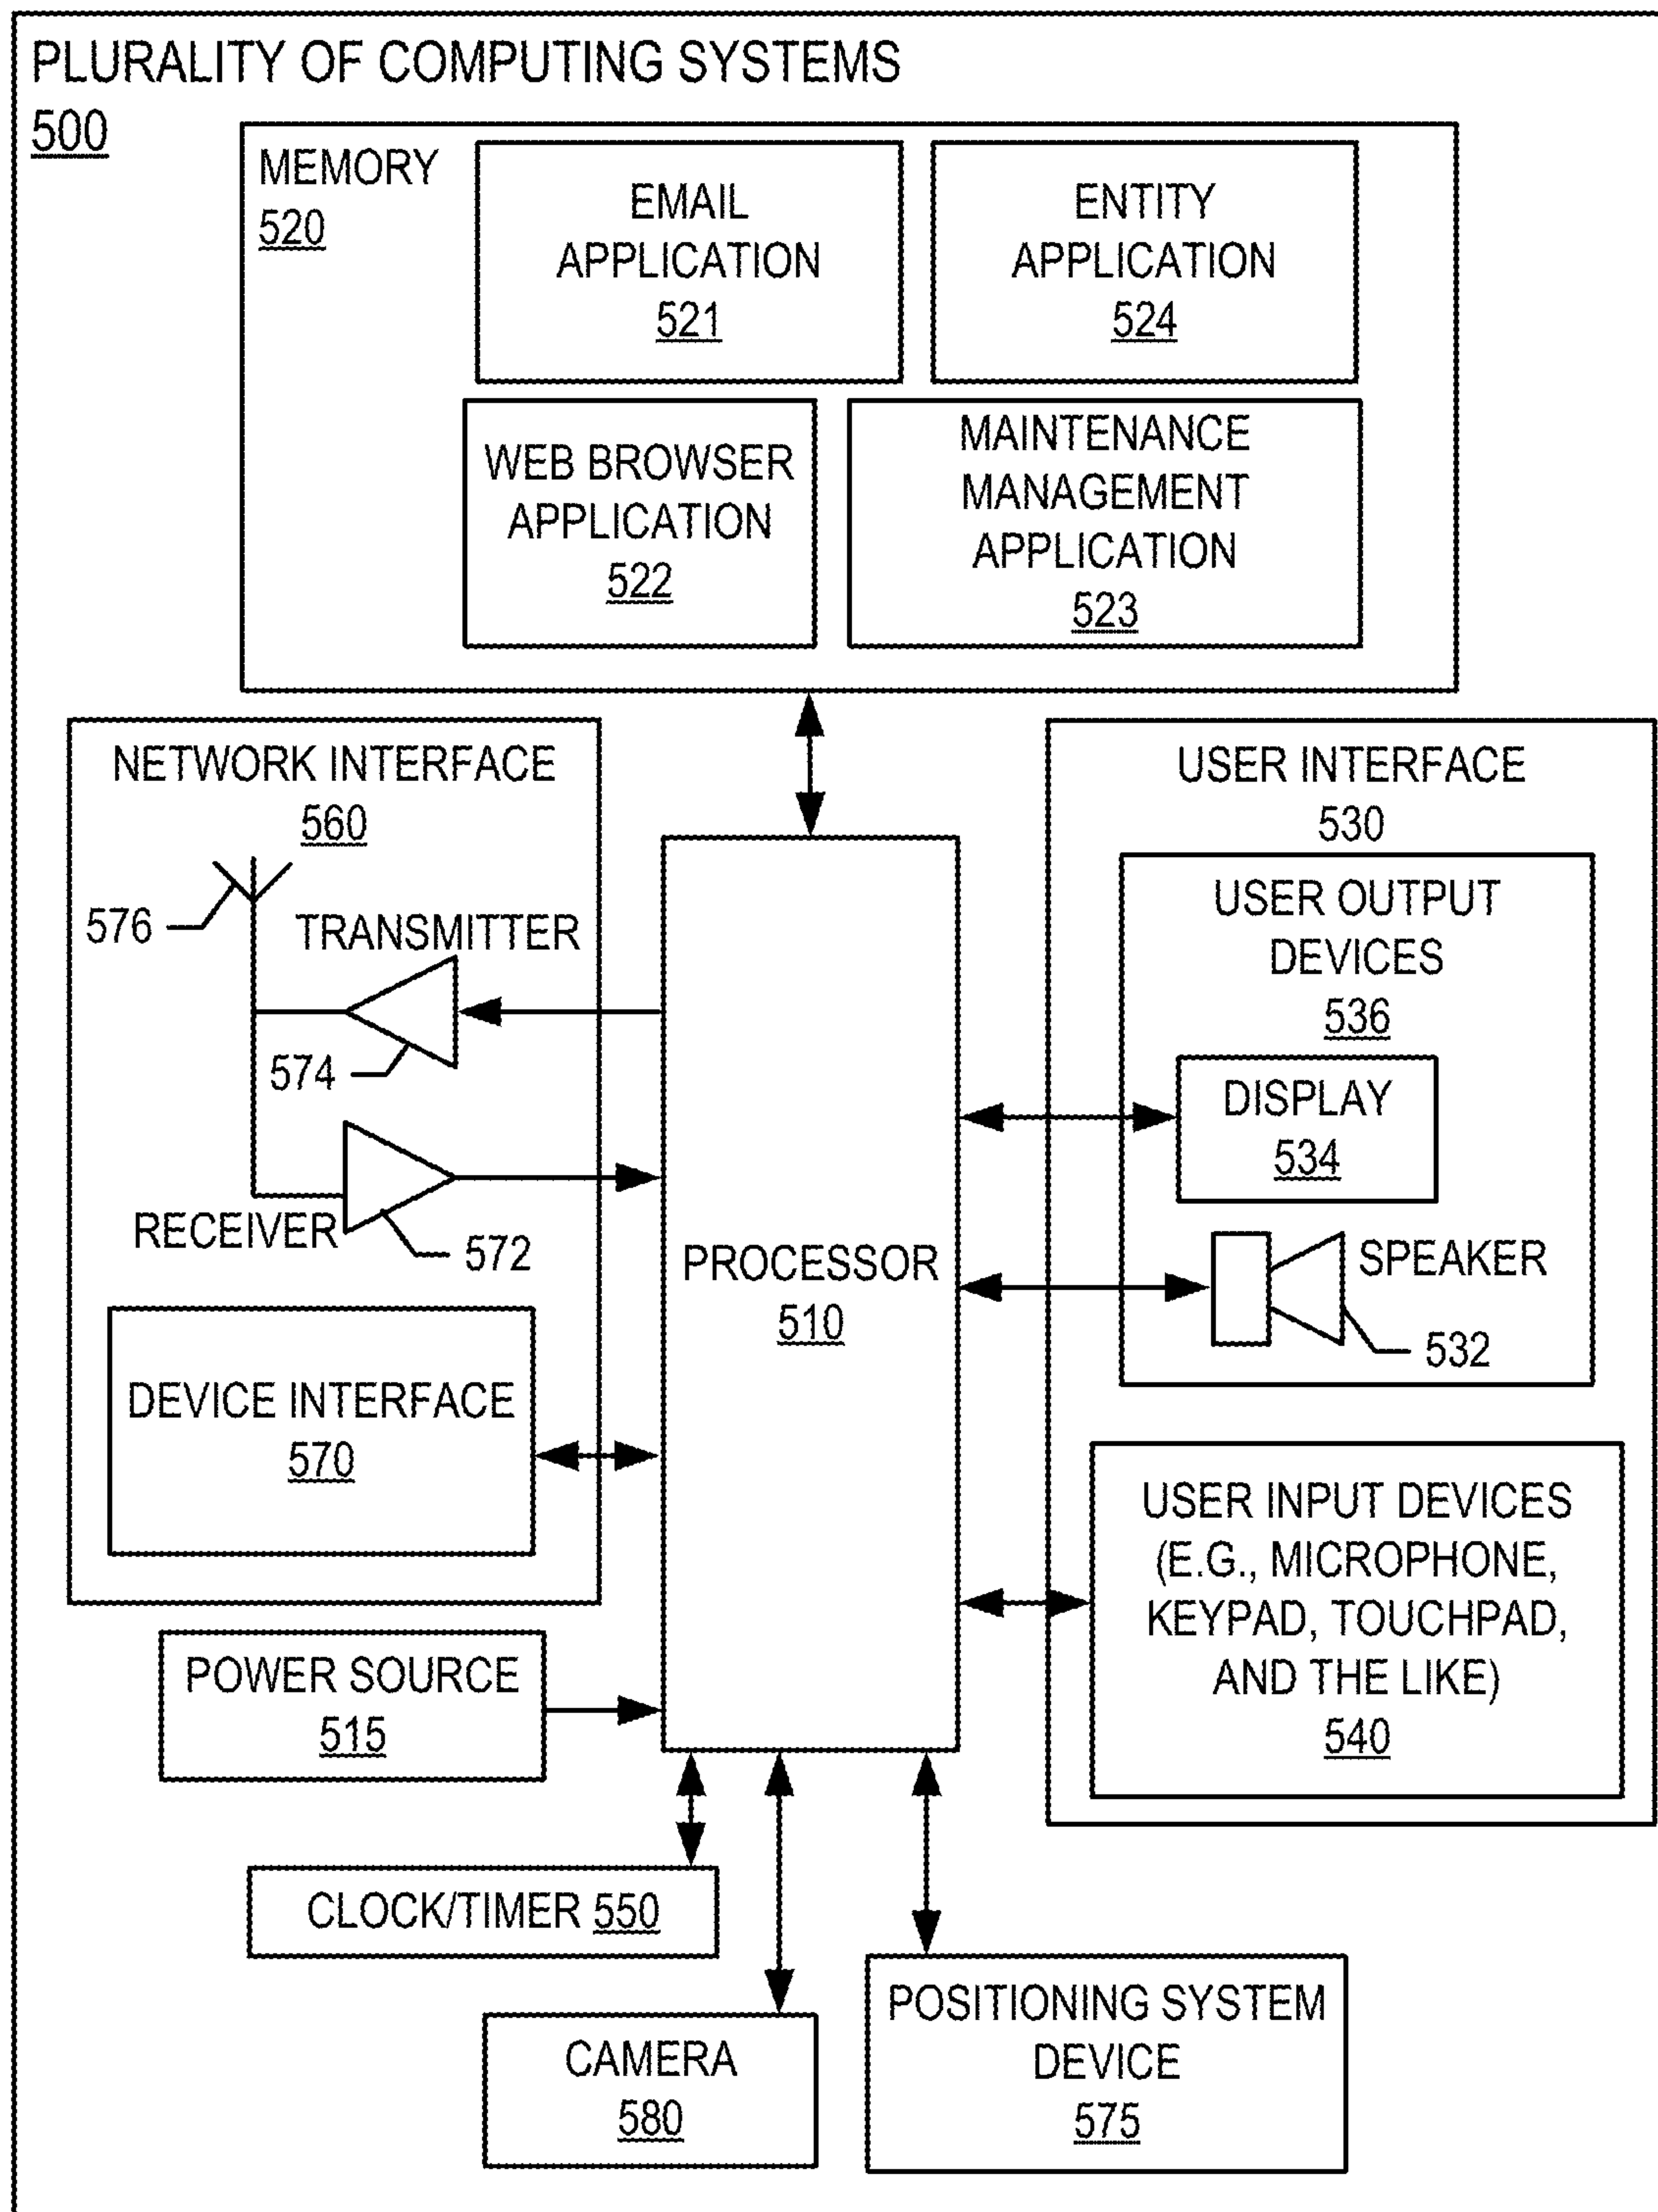 PLURALITY OF COMPUTING SYSTEMS
500
MEMORY
520
EMAIL
APPLICATION
521
ENTITY
APPLICATION
524
WEB BROWSER
APPLICATION
522
MAINTENANCE
MANAGEMENT
APPLICATION
523
NETWORK INTERFACE
560
576
TRANSMITTER
574
RECEIVER
572
DEVICE INTERFACE
570
PROCESSOR
510
USER INTERFACE
530
USER OUTPUT
DEVICES
536
DISPLAY
534
SPEAKER
532
USER INPUT DEVICES
(E.G., MICROPHONE,
KEYPAD, TOUCHPAD,
AND THE LIKE)
540
POWER SOURCE
515
CLOCK/TIMER 550
CAMERA
580
POSITIONING SYSTEM
DEVICE
575